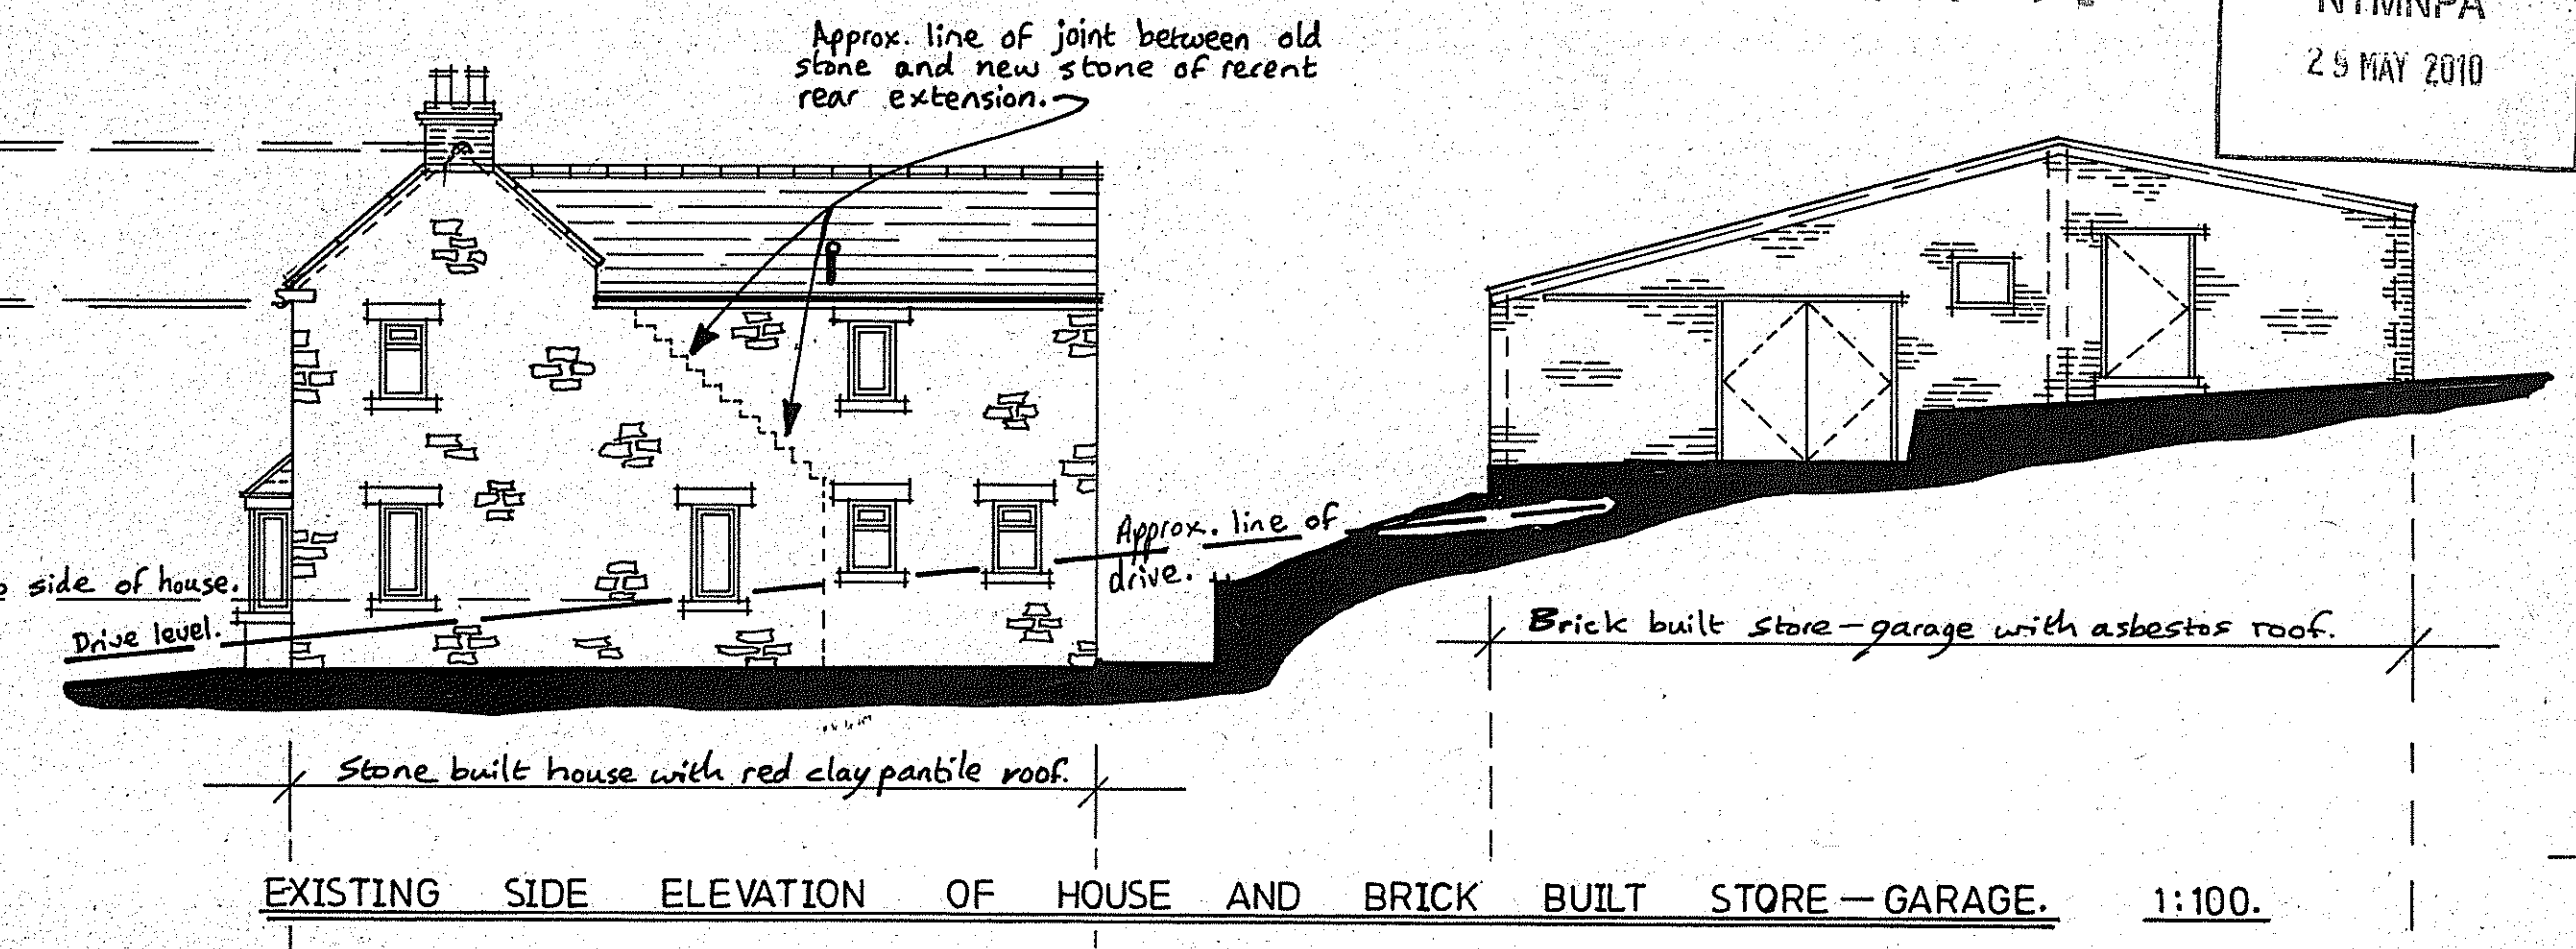 Approx. line of joint between old
stone and new stone of recent
rear extension.
NYMNPA
29 MAY 2010
side of house.
Drive level.
Approx. line of
drive.
Brick built store-garage with asbestos roof.
Stone built house with red clay pantile roof.
EXISTING SIDE ELEVATION OF HOUSE AND BRICK BUILT STORE-GARAGE. 1:100.